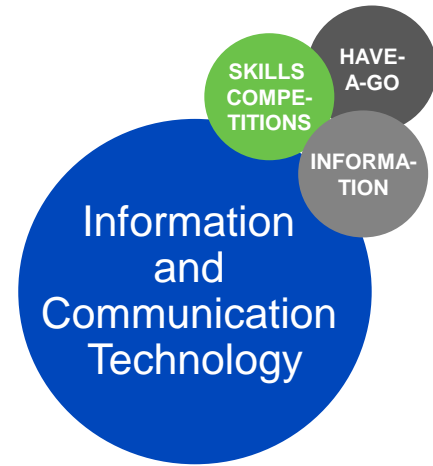 HAVE-
A-GO
SKILLS
COMPE-
TITIONS
INFORMA-
TION
Information
and
Communication
Technology